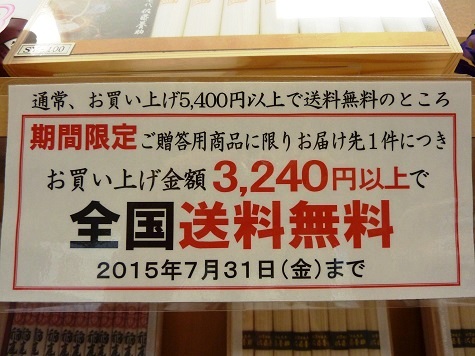 通常、お買い上げ5,400円以上で送料無料のところ
期間限定ご贈答用商品に限りお届け先1件につき
お買い上げ金額3,240円以上で
全国送料無料
2015年7月31日(金)まで